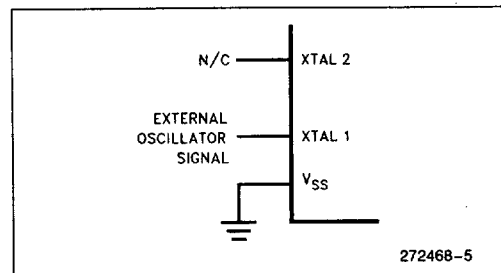 N/C XTAL 2
EXTERNAL
OSCILLATOR XTAL 1
SIGNAL
VSS
272468-5